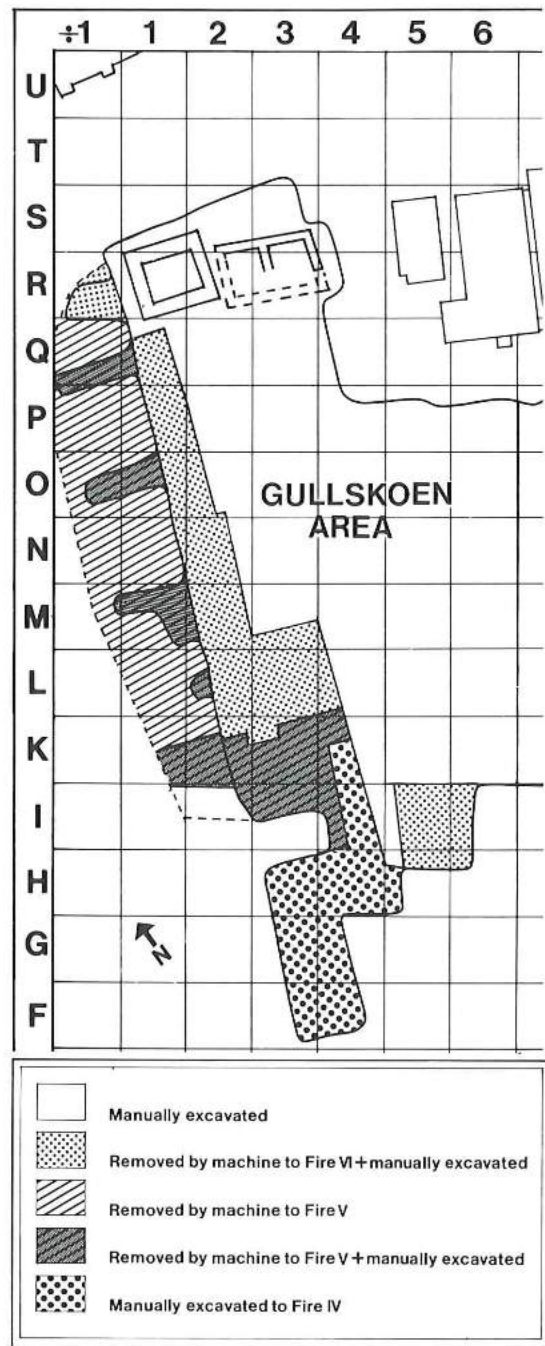 ÷1 1 2 3 4 5 6
U
T
S
R
Q
P
O
GULLSKOEN
AREA
N
M
L
K
I
H
G
N
F
Manually excavated
Removed by machine to Fire VI+manually excavated
Removed by machine to Fire V
Removed by machine to Fire V+manually excavated
Manually excavated to Fire IV